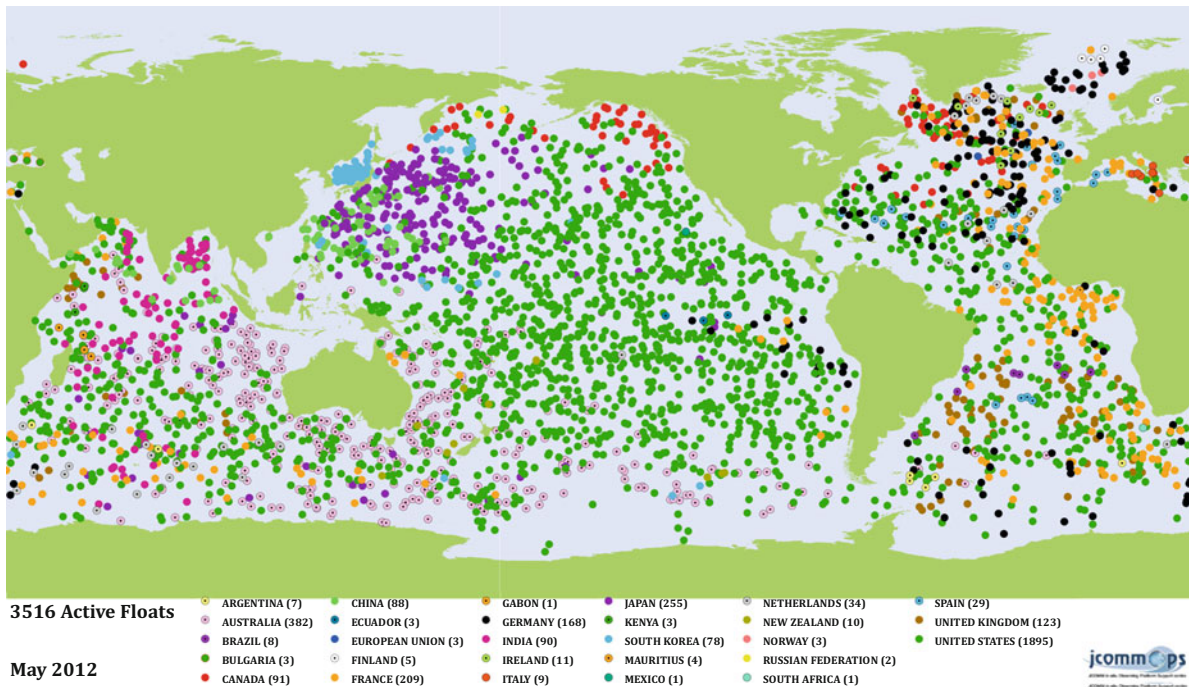 3516 Active Floats
May 2012
ARGENTINA (7)
AUSTRALIA (382)
BRAZIL (8)
BULGARIA (3)
CANADA (91)
CHINA (88)
ECUADOR (3)
EUROPEAN UNION (3)
FINLAND (5)
FRANCE (209)
GABON (1)
GERMANY (168)
INDIA (90)
IRELAND (11)
ITALY (9)
JAPAN (255)
KENYA (3)
SOUTH KOREA (78)
MAURITIUS (4)
MEXICO (1)
NETHERLANDS (34)
NEW ZEALAND (10)
NORWAY (3)
RUSSIAN FEDERATION (2)
SOUTH AFRICA (1)
SPAIN (29)
UNITED KINGDOM (123)
UNITED STATES (1895)
jcommops